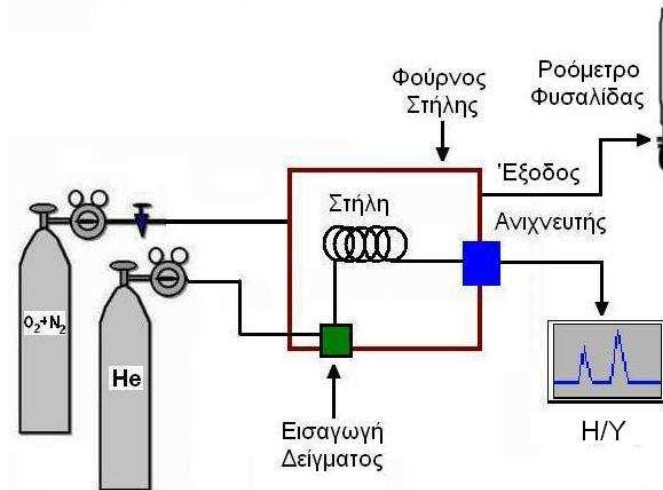 Φούρνος
Στήλης
Ροόμετρο
Φυσαλίδας
Έξοδος
Στήλη
Ανιχνευτής
O₂+N₂
He
Εισαγωγή
Δείγματος
Η/Υ